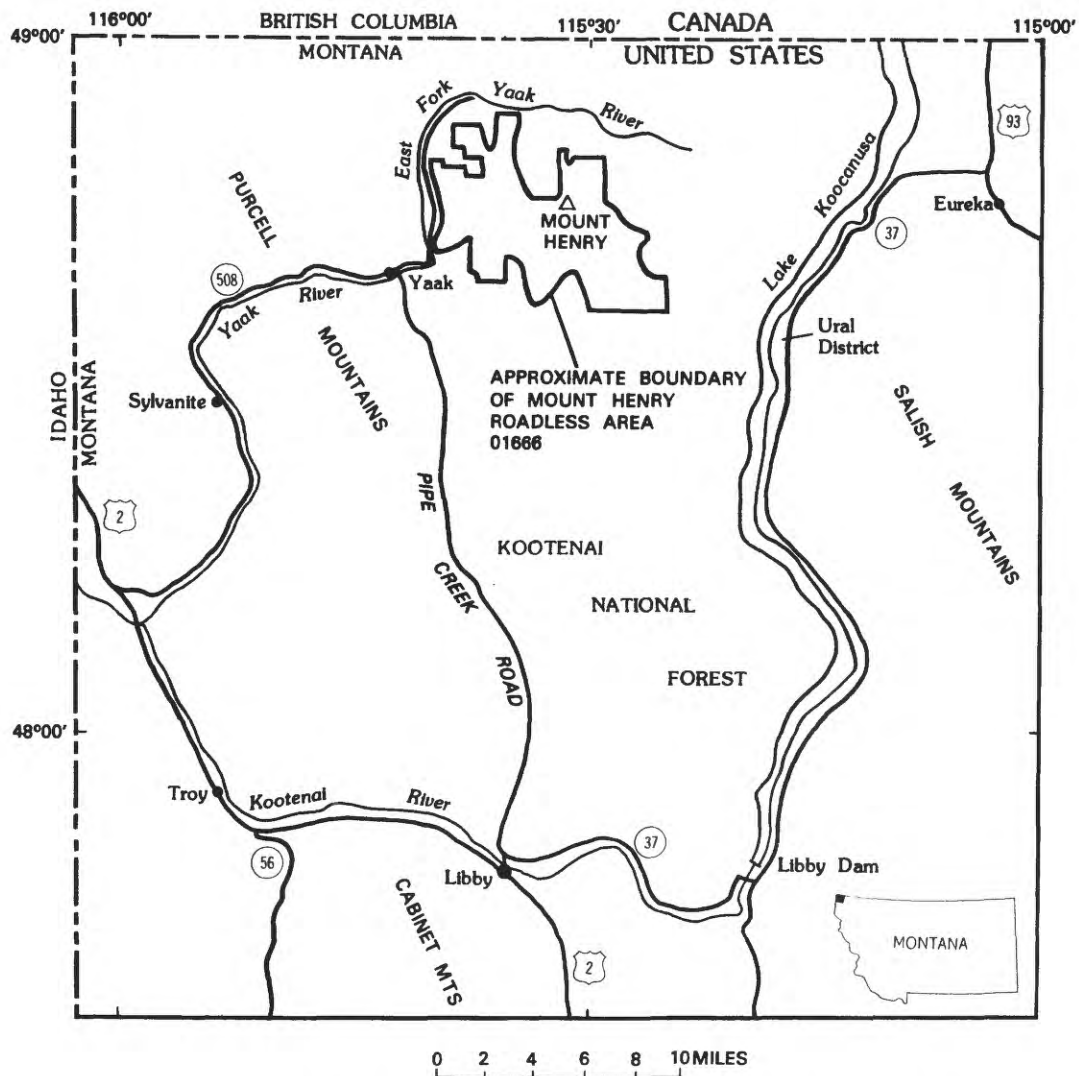 116°00'
BRITISH COLUMBIA
115°30'
CANADA
115°00'
49°00'
MONTANA
UNITED STATES
East Fork Yaak River
93
Lake Koocanusa
PURCELL
MOUNTAINS
MOUNT
HENRY
Eureka
37
508
Yaak River
Yaak
Ural
District
IDAHO
MONTANA
Sylvanite
APPROXIMATE BOUNDARY
OF MOUNT HENRY
ROADLESS AREA
01666
SALISH
MOUNTAINS
2
PIPE
CREEK
ROAD
KOOTENAI
NATIONAL
FOREST
48°00'
Troy
Kootenai River
56
Libby
37
Libby Dam
CABINET MTS
2
MONTANA
0 2 4 6 8 10 MILES